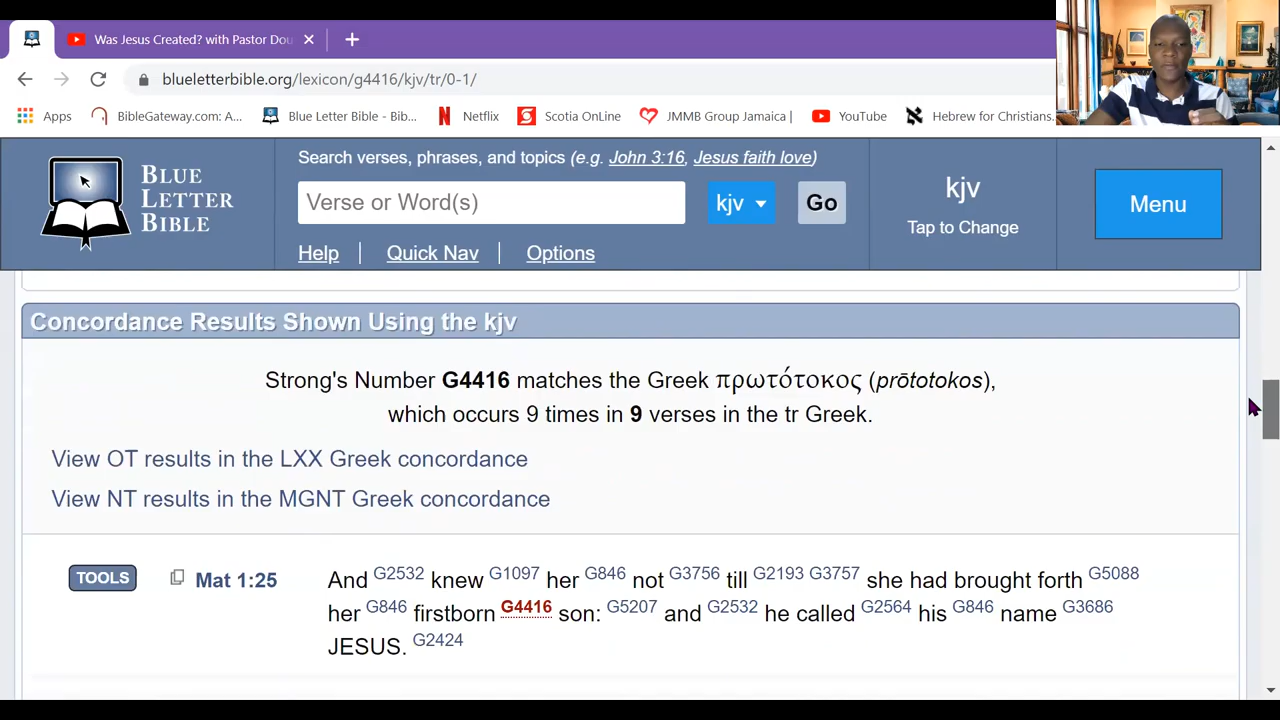 Was Jesus Created? with Pastor Dou
blueletterbible.org/lexicon/g4416/kjv/tr/0-1/
Apps BibleGateway.com: A... Blue Letter Bible - Bib... Netflix Scotia OnLine JMMB Group Jamaica | YouTube Hebrew for Christians.
BLUE
LETTER
BIBLE
Search verses, phrases, and topics (e.g. John 3:16, Jesus faith love)
Verse or Word(s) kjv Go
Help Quick Nav Options
kjv
Tap to Change
Menu
Concordance Results Shown Using the kjv
Strong's Number G4416 matches the Greek πρωτότοκος (prōtotokos),
which occurs 9 times in 9 verses in the tr Greek.
View OT results in the LXX Greek concordance
View NT results in the MGNT Greek concordance
TOOLS Mat 1:25 And G2532 knew G1097 her G846 not G3756 till G2193 G3757 she had brought forth G5088
her G846 firstborn G4416 son: G5207 and G2532 he called G2564 his G846 name G3686
JESUS. G2424